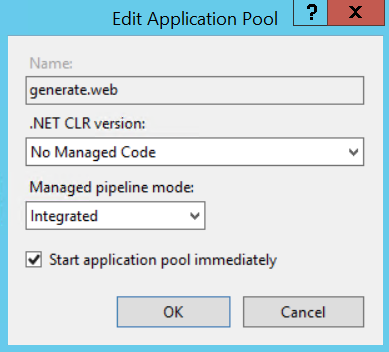 Edit Application Pool
?
x
Name:
generate.web
.NET CLR version:
No Managed Code
Managed pipeline mode:
Integrated
Start application pool immediately
OK
Cancel